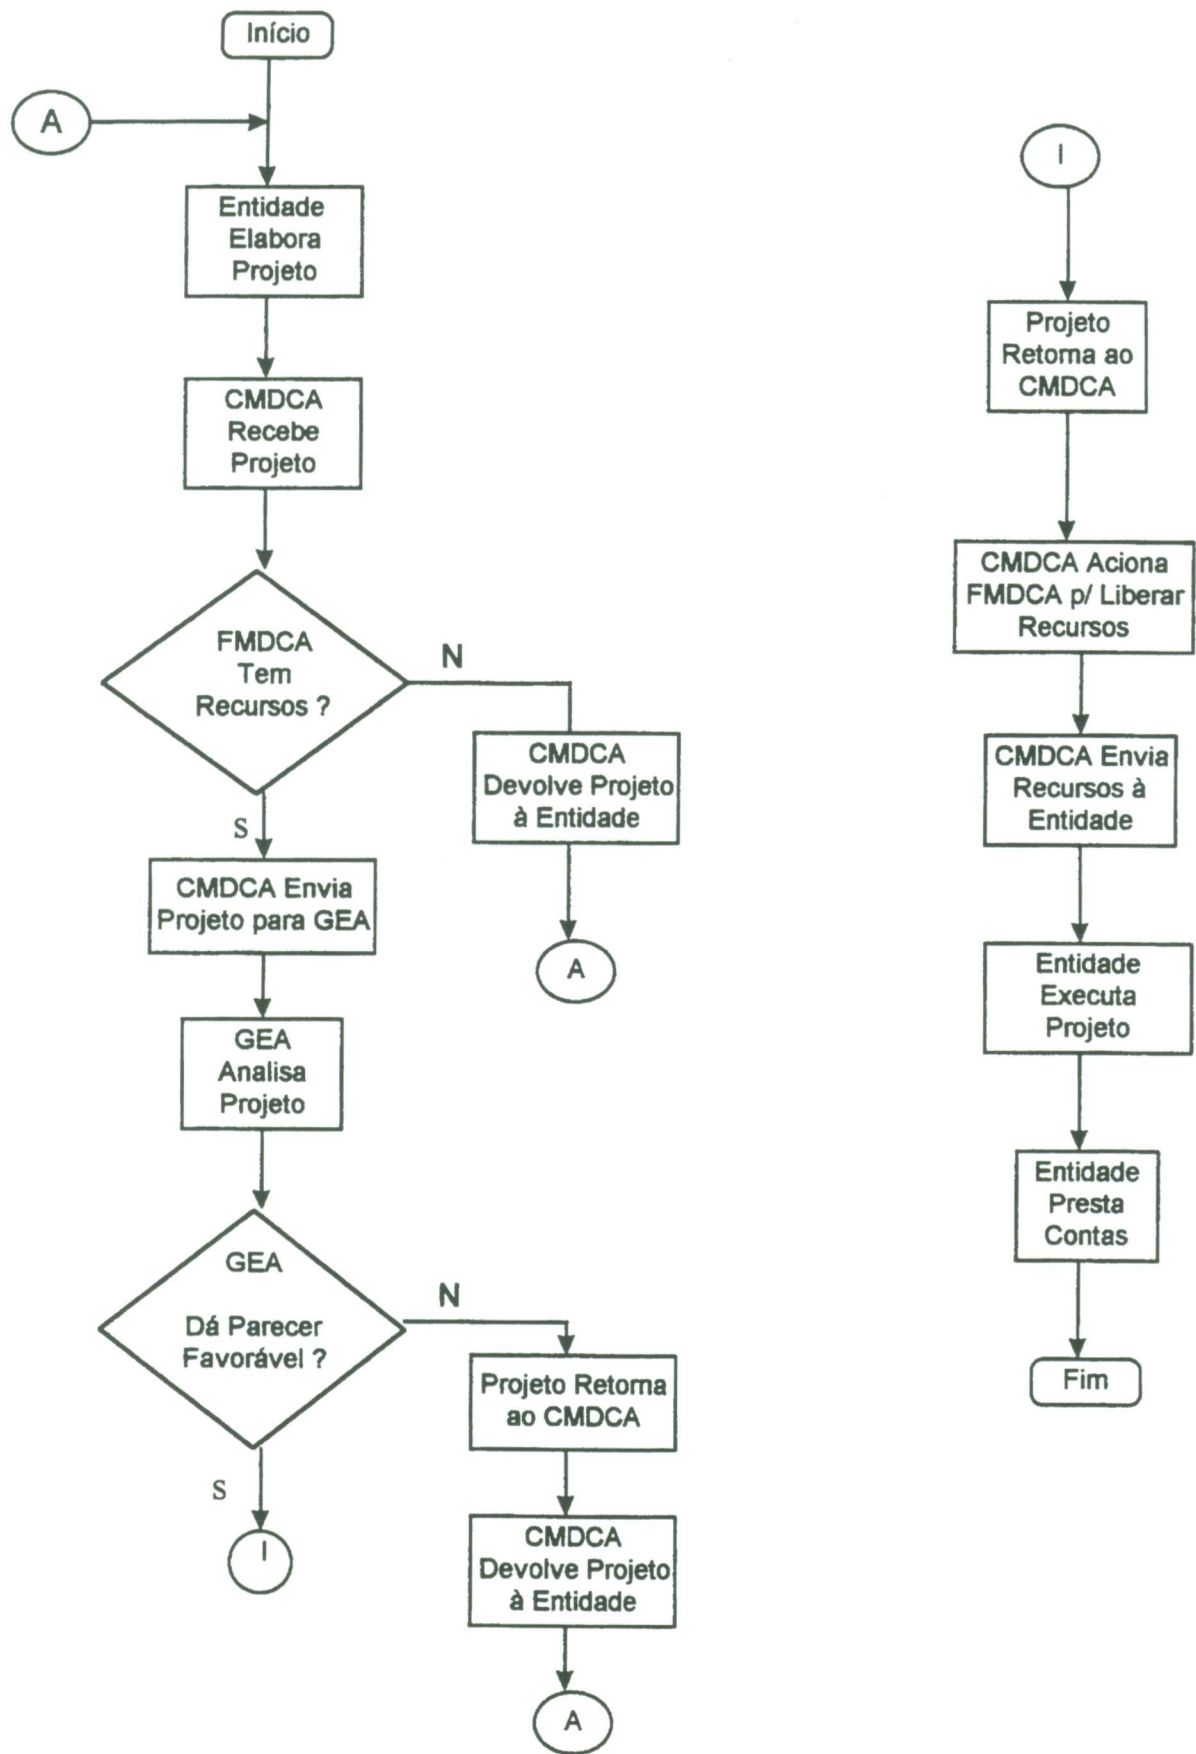 Início
A
Entidade
Elabora
Projeto
CMDCA
Recebe
Projeto
FMDCA
Tem
Recursos ?
N
CMDCA
Devolve Projeto
à Entidade
A
S
CMDCA Envia
Projeto para GEA
GEA
Analisa
Projeto
GEA
Dá Parecer
Favorável ?
N
Projeto Retorna
ao CMDCA
CMDCA
Devolve Projeto
à Entidade
A
S
I
I
Projeto
Retorna ao
CMDCA
CMDCA Aciona
FMDCA p/ Liberar
Recursos
CMDCA Envia
Recursos à
Entidade
Entidade
Executa
Projeto
Entidade
Presta
Contas
Fim